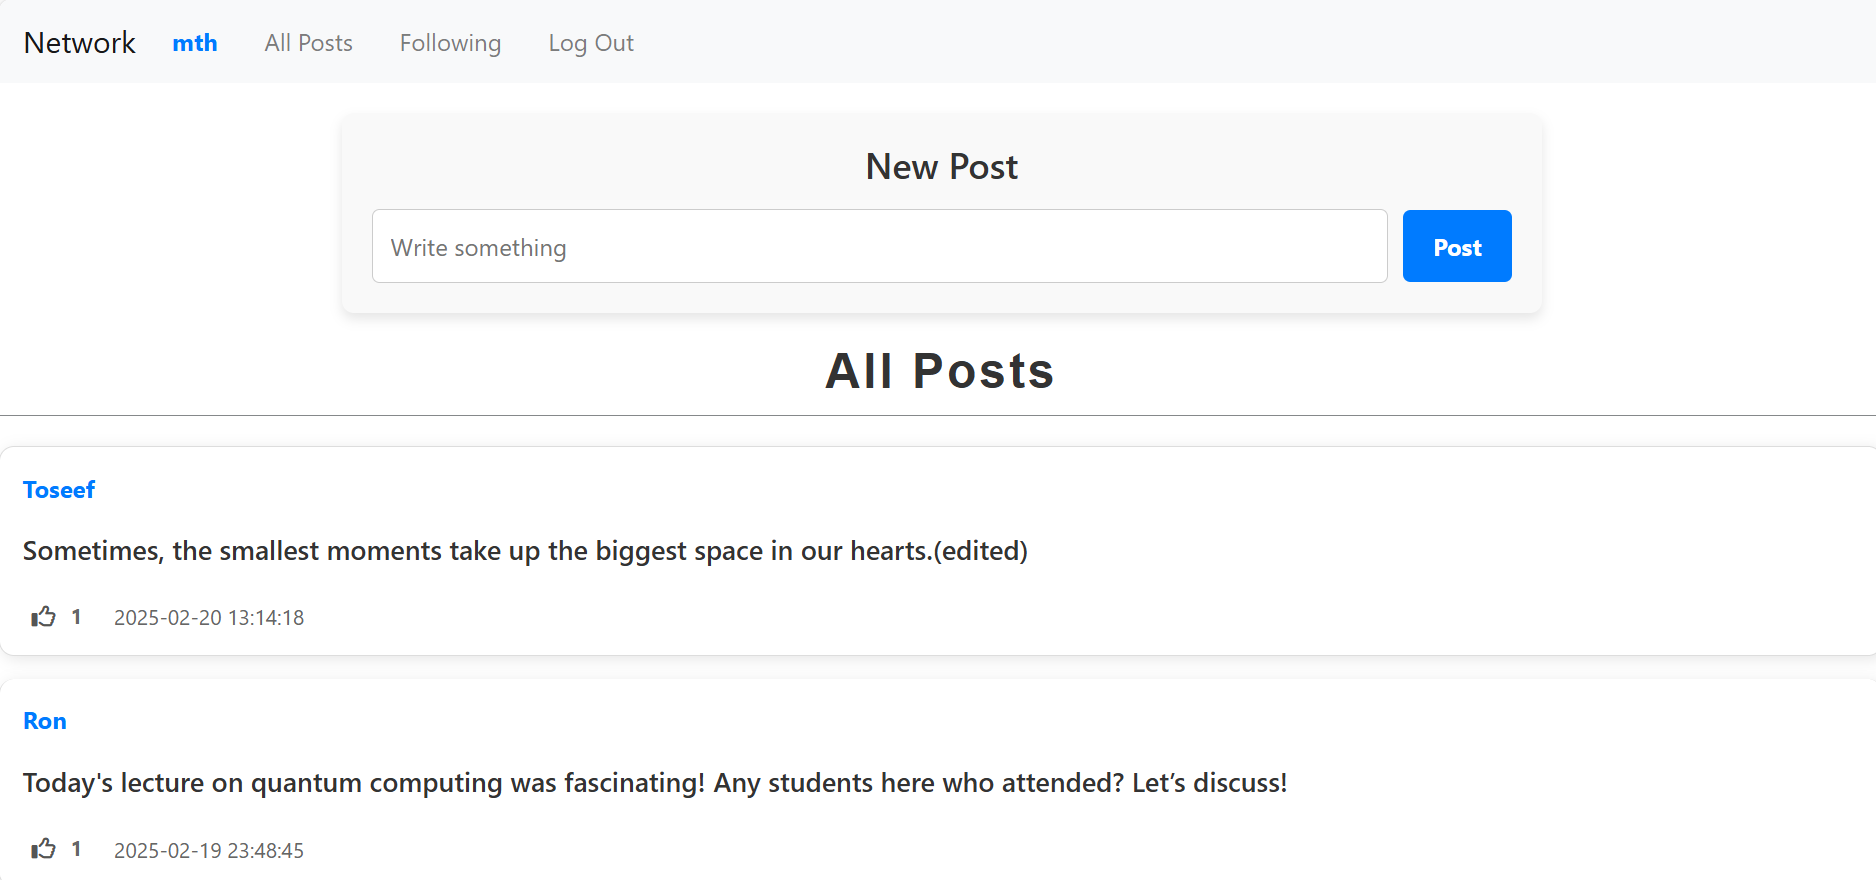 Network mth All Posts Following Log Out
New Post
Write something Post
All Posts
Toseef
Sometimes, the smallest moments take up the biggest space in our hearts.(edited)
1 2025-02-20 13:14:18
Ron
Today's lecture on quantum computing was fascinating! Any students here who attended? Let’s discuss!
1 2025-02-19 23:48:45